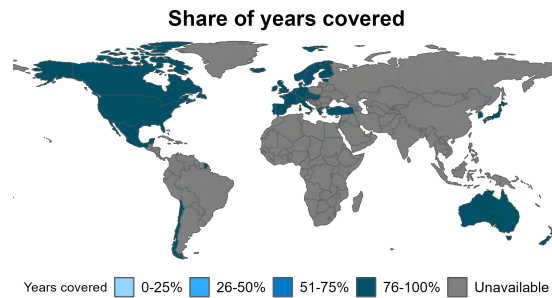 Share of years covered
Years covered 0-25% 26-50% 51-75% 76-100% Unavailable